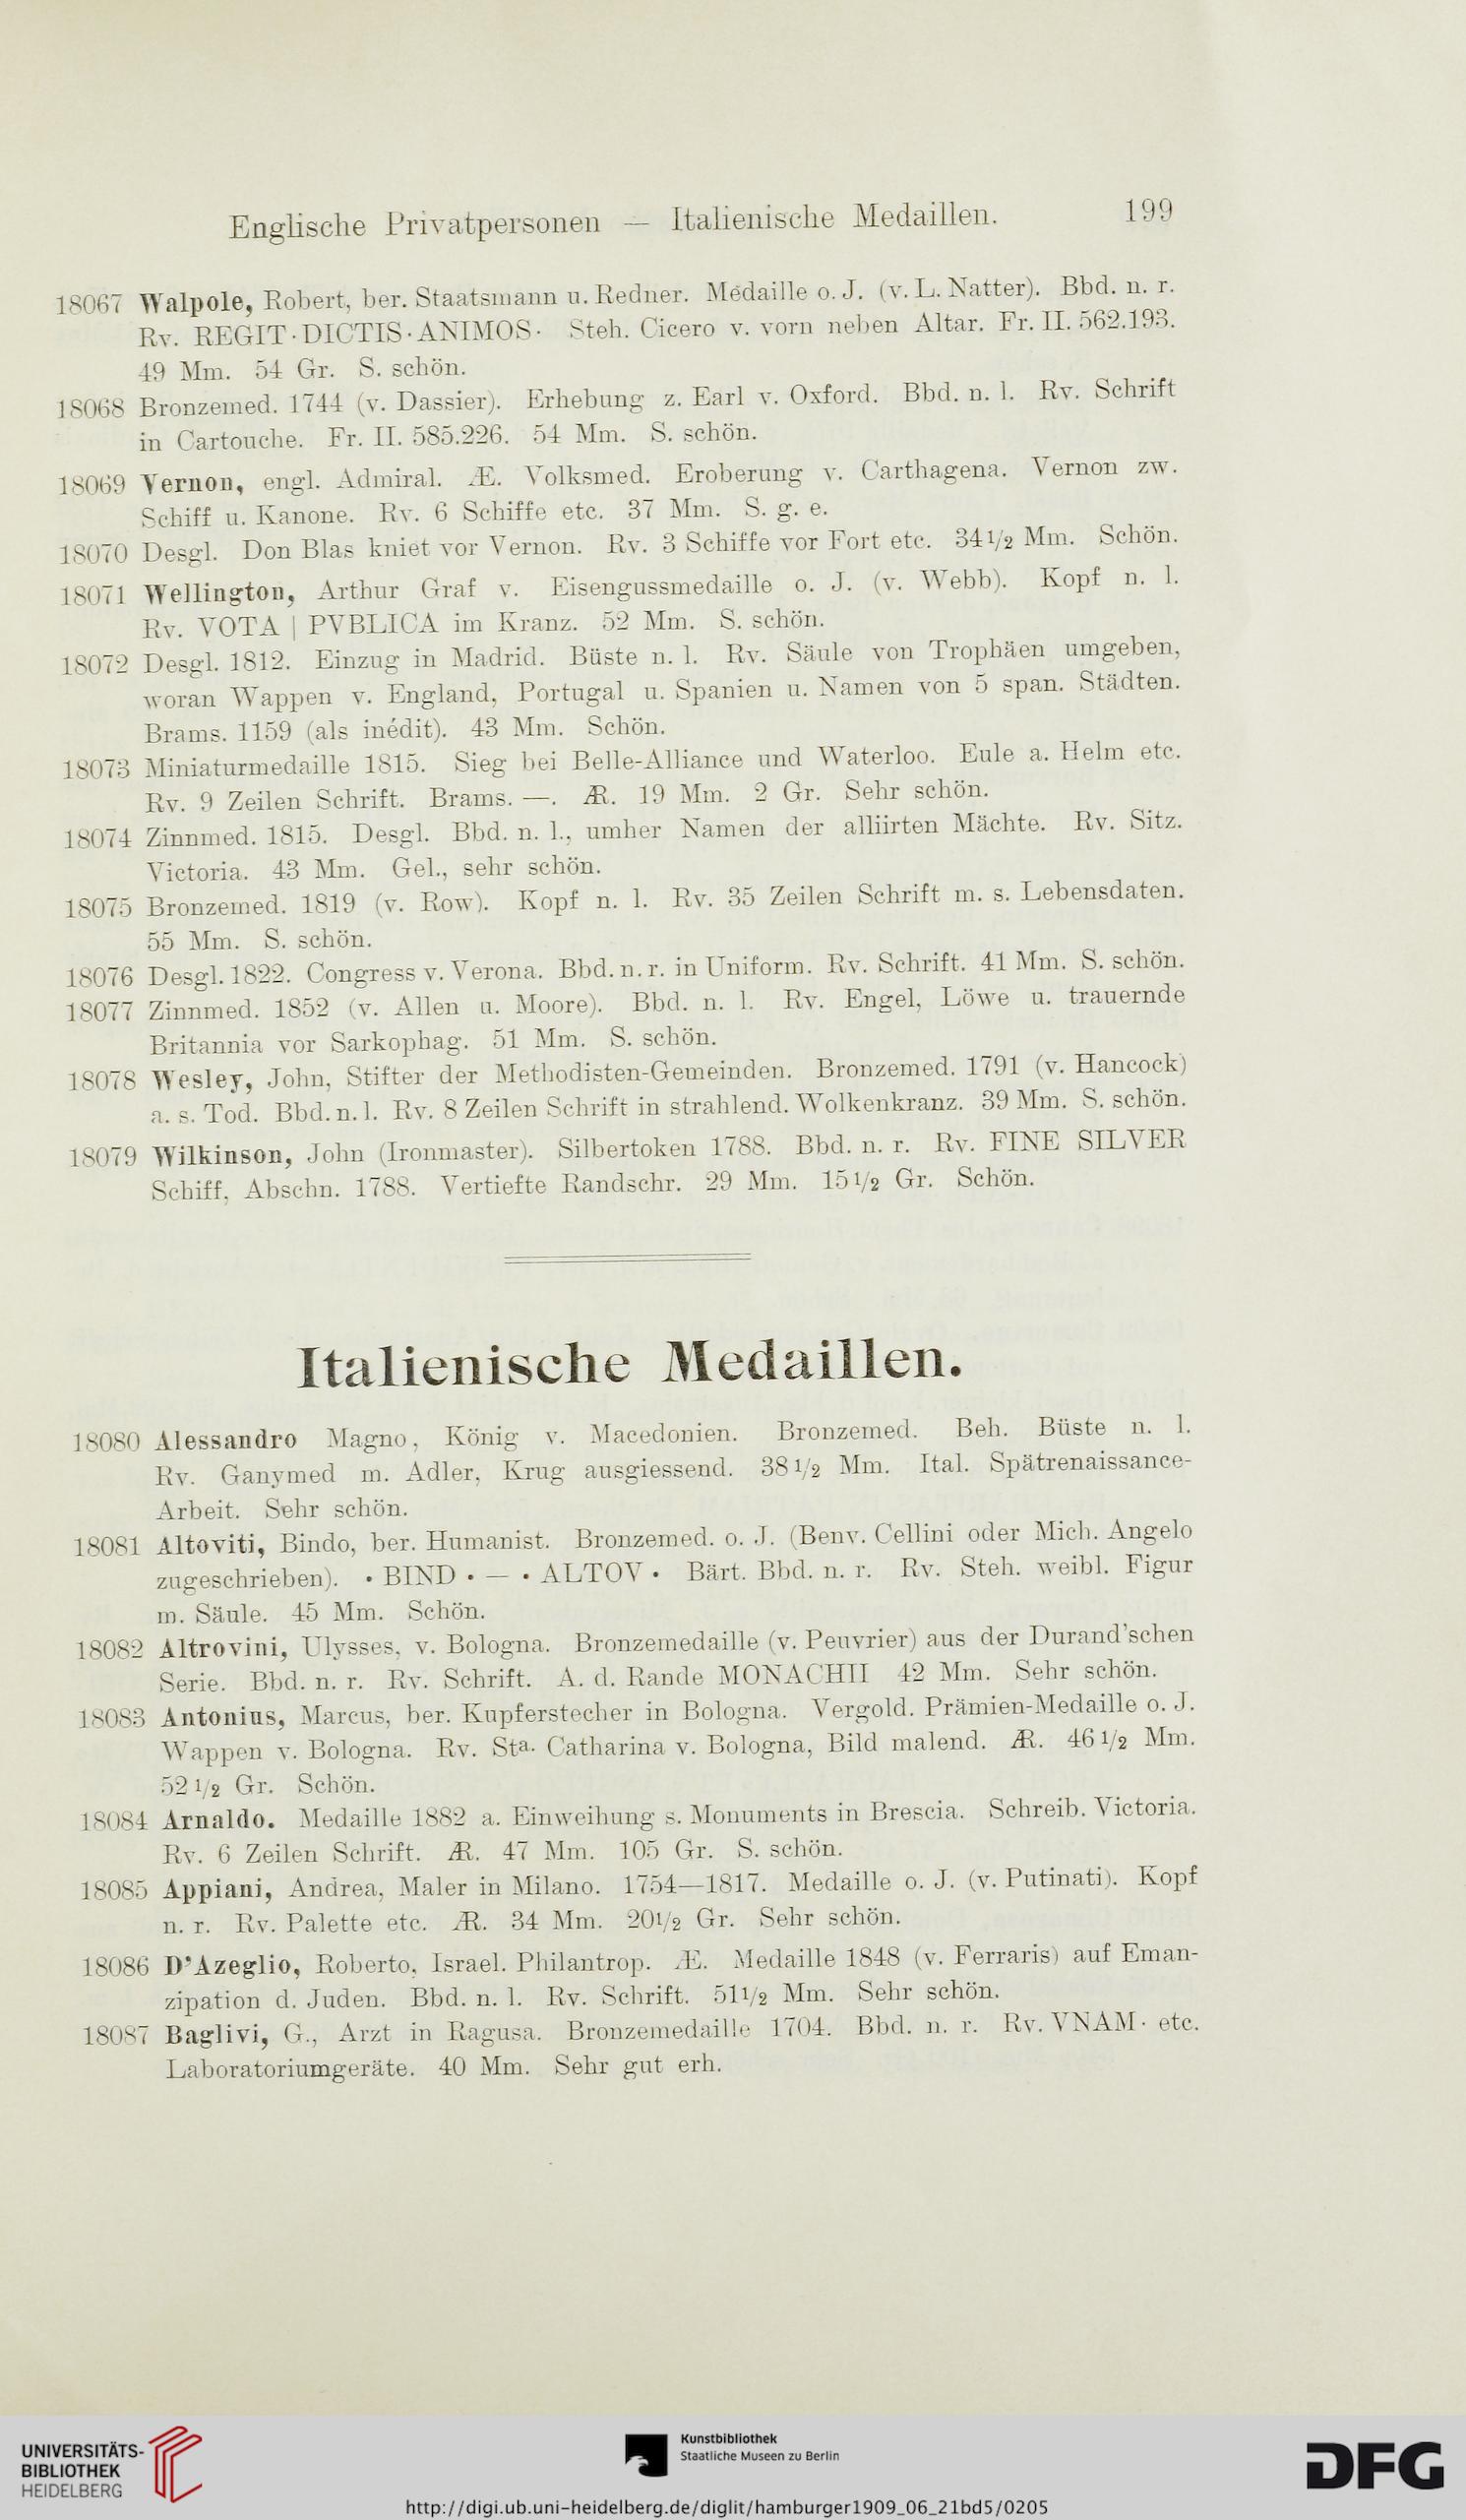 Englische Privatpersonen — Italienische Medaillen. 199
18067 Walpole, Robert, ber. Staatsmann u. Redner. Medaille o. J. (v. L. Natter). Bbd. n. r.
Rv. REGIT · DICTIS · ANIMOS · Steh. Cicero v. vorn neben Altar. Fr. II. 562.193.
49 Mm. 54 Gr. S. schön.
18068 Bronzemed. 1744 (v. Dassier). Erhebung z. Earl v. Oxford. Bbd. n. l. Rv. Schrift
in Cartouche. Fr. II. 585.226. 54 Mm. S. schön.
18069 Vernon, engl. Admiral. Æ. Volksmed. Eroberung v. Carthagena. Vernon zw.
Schiff u. Kanone. Rv. 6 Schiffe etc. 37 Mm. S. g. e.
18070 Desgl. Don Blas kniet vor Vernon. Rv. 3 Schiffe vor Fort etc. 34 1/2 Mm. Schön.
18071 Wellington, Arthur Graf v. Eisengussmedaille o. J. (v. Webb). Kopf n. l.
Rv. VOTA | PVBLICA im Kranz. 52 Mm. S. schön.
18072 Desgl. 1812. Einzug in Madrid. Büste n. l. Rv. Säule von Trophäen umgeben,
woran Wappen v. England, Portugal u. Spanien u. Namen von 5 span. Städten.
Brams. 1159 (als inédit). 43 Mm. Schön.
18073 Miniaturmedaille 1815. Sieg bei Belle-Alliance und Waterloo. Eule a. Helm etc.
Rv. 9 Zeilen Schrift. Brams. —. ÆR. 19 Mm. 2 Gr. Sehr schön.
18074 Zinnmed. 1815. Desgl. Bbd. n. l., umher Namen der alliirten Mächte. Rv. Sitz.
Victoria. 43 Mm. Gel., sehr schön.
18075 Bronzemed. 1819 (v. Row). Kopf n. l. Rv. 35 Zeilen Schrift m. s. Lebensdaten.
55 Mm. S. schön.
18076 Desgl. 1822. Congress v. Verona. Bbd. n. r. in Uniform. Rv. Schrift. 41 Mm. S. schön.
18077 Zinnmed. 1852 (v. Allen u. Moore). Bbd. n. l. Rv. Engel, Löwe u. trauernde
Britannia vor Sarkophag. 51 Mm. S. schön.
18078 Wesley, John, Stifter der Methodisten-Gemeinden. Bronzemed. 1791 (v. Hancock)
a. s. Tod. Bbd. n. l. Rv. 8 Zeilen Schrift in strahlend. Wolkenkranz. 39 Mm. S. schön.
18079 Wilkinson, John (Ironmaster). Silbertoken 1788. Bbd. n. r. Rv. FINE SILVER
Schiff, Abschn. 1788. Vertiefte Randschr. 29 Mm. 15 1/2 Gr. Schön.
Italienische Medaillen.
18080 Alessandro Magno, König v. Macedonien. Bronzemed. Beh. Büste n. l.
Rv. Ganymed m. Adler, Krug ausgiessend. 38 1/2 Mm. Ital. Spätrenaissance-
Arbeit. Sehr schön.
18081 Altoviti, Bindo, ber. Humanist. Bronzemed. o. J. (Benv. Cellini oder Mich. Angelo
zugeschrieben). • BIND • — • ALTOV • Bärt. Bbd. n. r. Rv. Steh. weibl. Figur
m. Säule. 45 Mm. Schön.
18082 Altrovini, Ulysses, v. Bologna. Bronzemedaille (v. Peuvrier) aus der Durand'schen
Serie. Bbd. n. r. Rv. Schrift. A. d. Rande MONACHII 42 Mm. Sehr schön.
18083 Antonius, Marcus, ber. Kupferstecher in Bologna. Vergold. Prämien-Medaille o. J.
Wappen v. Bologna. Rv. Sta. Catharina v. Bologna, Bild malend. ÆR. 46 1/2 Mm.
52 1/2 Gr. Schön.
18084 Arnaldo. Medaille 1882 a. Einweihung s. Monuments in Brescia. Schreib. Victoria.
Rv. 6 Zeilen Schrift. ÆR. 47 Mm. 105 Gr. S. schön.
18085 Appiani, Andrea, Maler in Milano. 1754—1817. Medaille o. J. (v. Putinati). Kopf
n. r. Rv. Palette etc. ÆR. 34 Mm. 20 1/2 Gr. Sehr schön.
18086 D'Azeglio, Roberto, Israel. Philantrop. Æ. Medaille 1848 (v. Ferraris) auf Eman-
zipation d. Juden. Bbd. n. l. Rv. Schrift. 51 1/2 Mm. Sehr schön.
18087 Baglivi, G., Arzt in Ragusa. Bronzemedaille 1704. Bbd. n. r. Rv. VNAM · etc.
Laboratoriumgeräte. 40 Mm. Sehr gut erh.
UNIVERSITÄTS-
BIBLIOTHEK
HEIDELBERG
Kunstbibliothek
Staatliche Museen zu Berlin
DFG
http://digi.ub.uni-heidelberg.de/diglit/hamburger1909_06_21bd5/0205